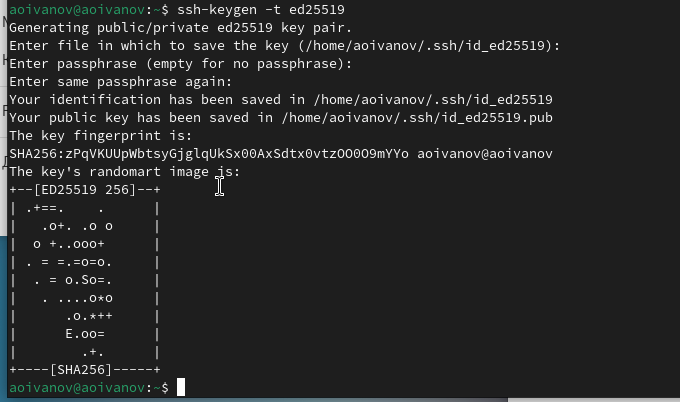 aoivanov@aoivanov:~$ ssh-keygen -t ed25519
Generating public/private ed25519 key pair.
Enter file in which to save the key (/home/aoivanov/.ssh/id_ed25519):
Enter passphrase (empty for no passphrase):
Enter same passphrase again:
Your identification has been saved in /home/aoivanov/.ssh/id_ed25519
Your public key has been saved in /home/aoivanov/.ssh/id_ed25519.pub
The key fingerprint is:
SHA256:zPqVKUUpWbtsyGjglqUkSx00AxSdtx0vtzOO0O9mYYo aoivanov@aoivanov
The key's randomart image is:
+--[ED25519 256]--+
| .+==.    .      |
|   .o+. .o o     |
|  o +..ooo+      |
| . = =.=o=o.     |
|  . = o.So=.     |
|   . ....o*o     |
|      .o.*++     |
|      E.oo=      |
|        .+.      |
+----[SHA256]-----+
aoivanov@aoivanov:~$